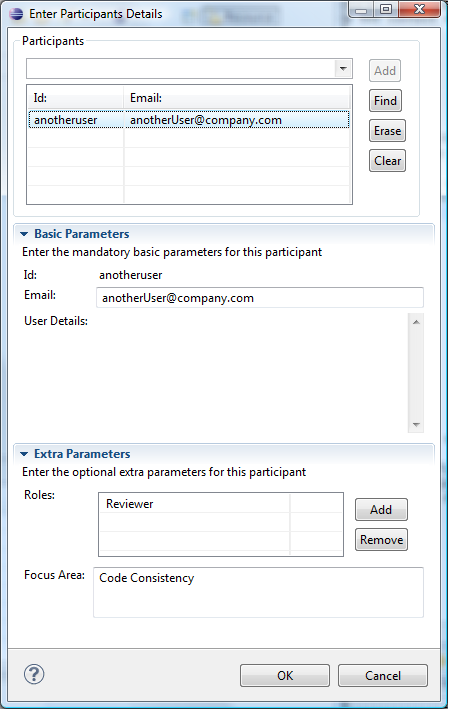 Enter Participants Details
Participants
Add
Id: Email:
Find
anotheruser anotherUser@company.com
Erase
Clear
Basic Parameters
Enter the mandatory basic parameters for this participant
Id: anotheruser
Email: anotherUser@company.com
User Details:
Extra Parameters
Enter the optional extra parameters for this participant
Roles: Reviewer
Add
Remove
Focus Area: Code Consistency
? OK Cancel